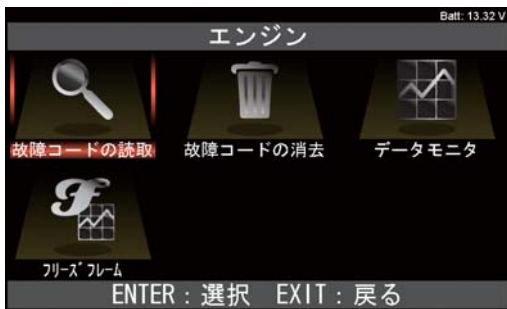 Batt: 13.32 V
エンジン
故障コードの読取 故障コードの消去 データモニタ
フリーズフレーム
ENTER：選択 EXIT：戻る